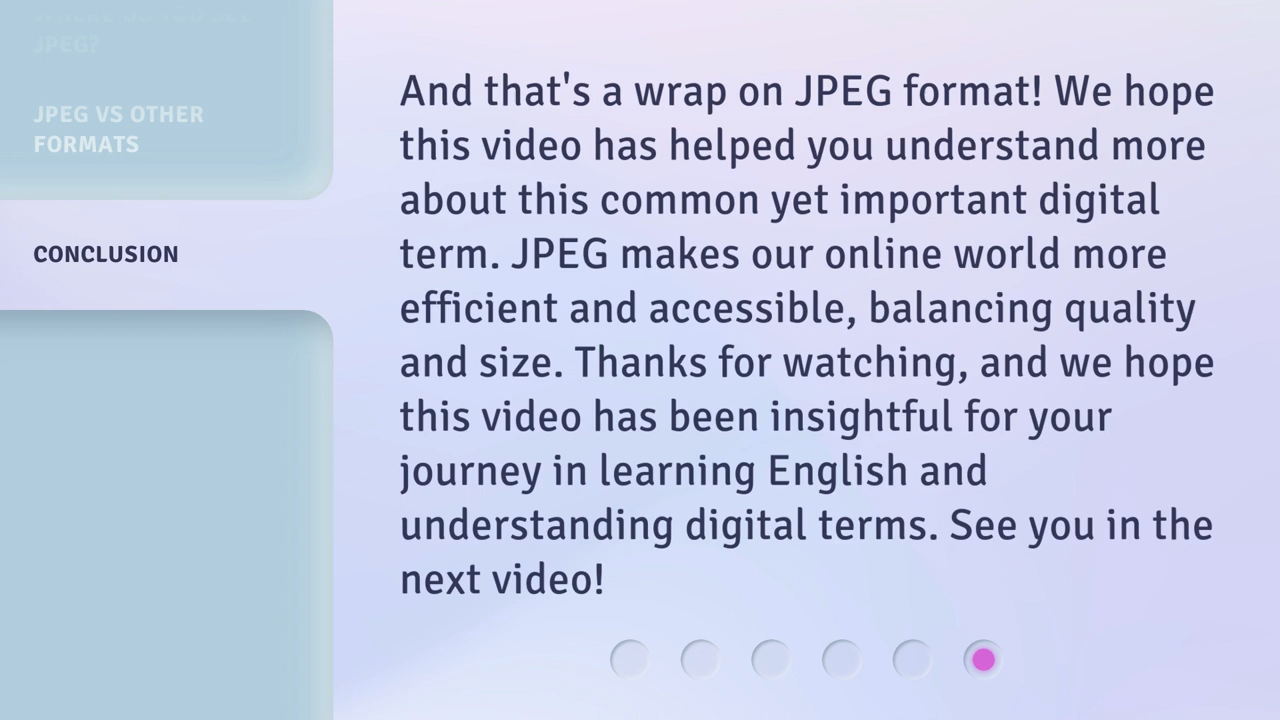 JPEG?
JPEG VS OTHER
FORMATS
CONCLUSION
And that's a wrap on JPEG format! We hope
this video has helped you understand more
about this common yet important digital
term. JPEG makes our online world more
efficient and accessible, balancing quality
and size. Thanks for watching, and we hope
this video has been insightful for your
journey in learning English and
understanding digital terms. See you in the
next video!